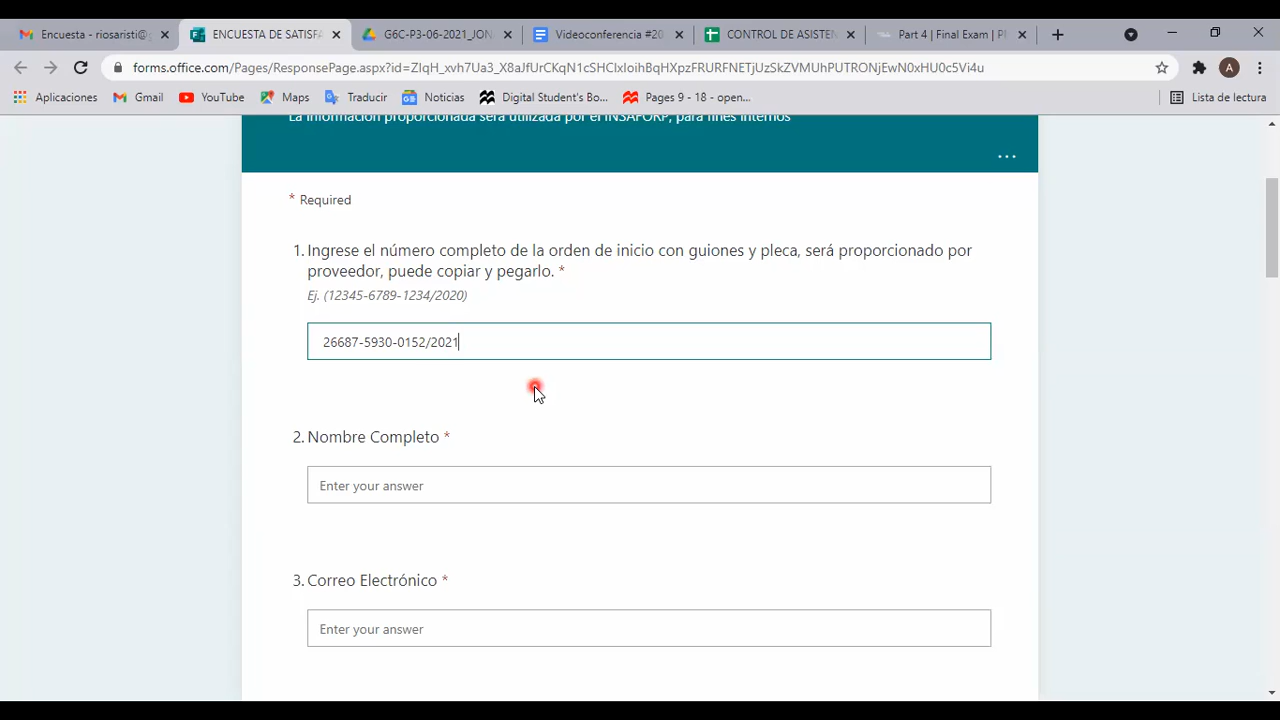 Encuesta - riosaristi@
ENCUESTA DE SATISFA
G6C-P3-06-2021_JON
Videoconferencia #20
CONTROL DE ASISTEN
Part 4 | Final Exam | Pl
forms.office.com/Pages/ResponsePage.aspx?id=ZIqH_xvh7Ua3_X8aJfUrCKqN1cSHClxIoihBqHXpzFRURFNETjUzSkZVMUhPUTRONjEwN0xHU0c5Vi4u
A
Aplicaciones
Gmail
YouTube
Maps
Traducir
Noticias
Digital Student's Bo...
Pages 9 - 18 - open...
Lista de lectura
La información proporcionada será utilizada por el INSAFORP, para fines internos
...
* Required
1. Ingrese el número completo de la orden de inicio con guiones y pleca, será proporcionado por
proveedor, puede copiar y pegarlo. *
Ej. (12345-6789-1234/2020)
26687-5930-0152/2021
2. Nombre Completo *
Enter your answer
3. Correo Electrónico *
Enter your answer